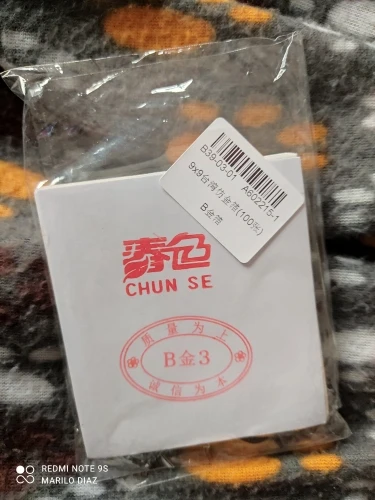 B39-03-01 A602215-1
9x9台湾仿金箔(100张)
B金箔
春色
CHUN SE
质量为上
B金3
诚信为本
REDMI NOTE 9S
MARILO DIAZ